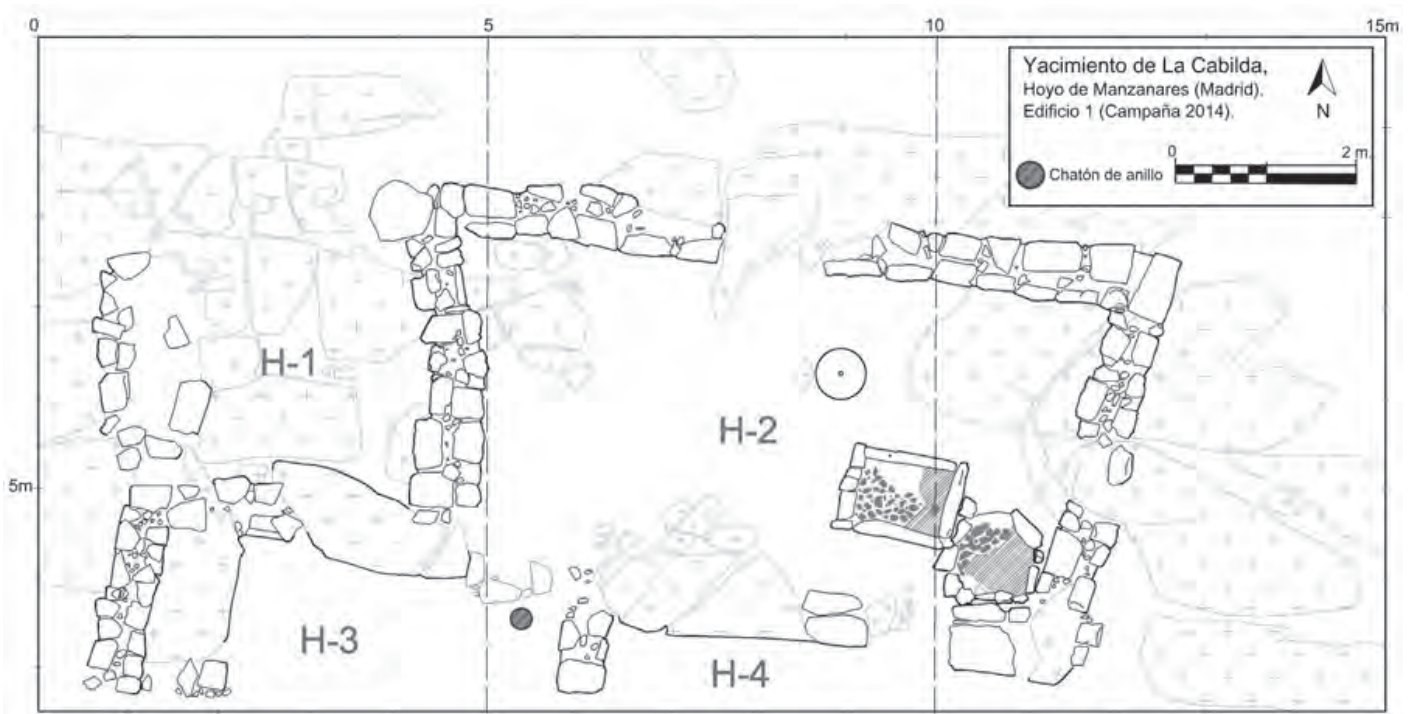 0 5 10 15m
Yacimiento de La Cabilda,
Hoyo de Manzanares (Madrid).
Edificio 1 (Campaña 2014).
N
0 2 m.
Chatón de anillo
H-1
H-2
5m
H-3
H-4